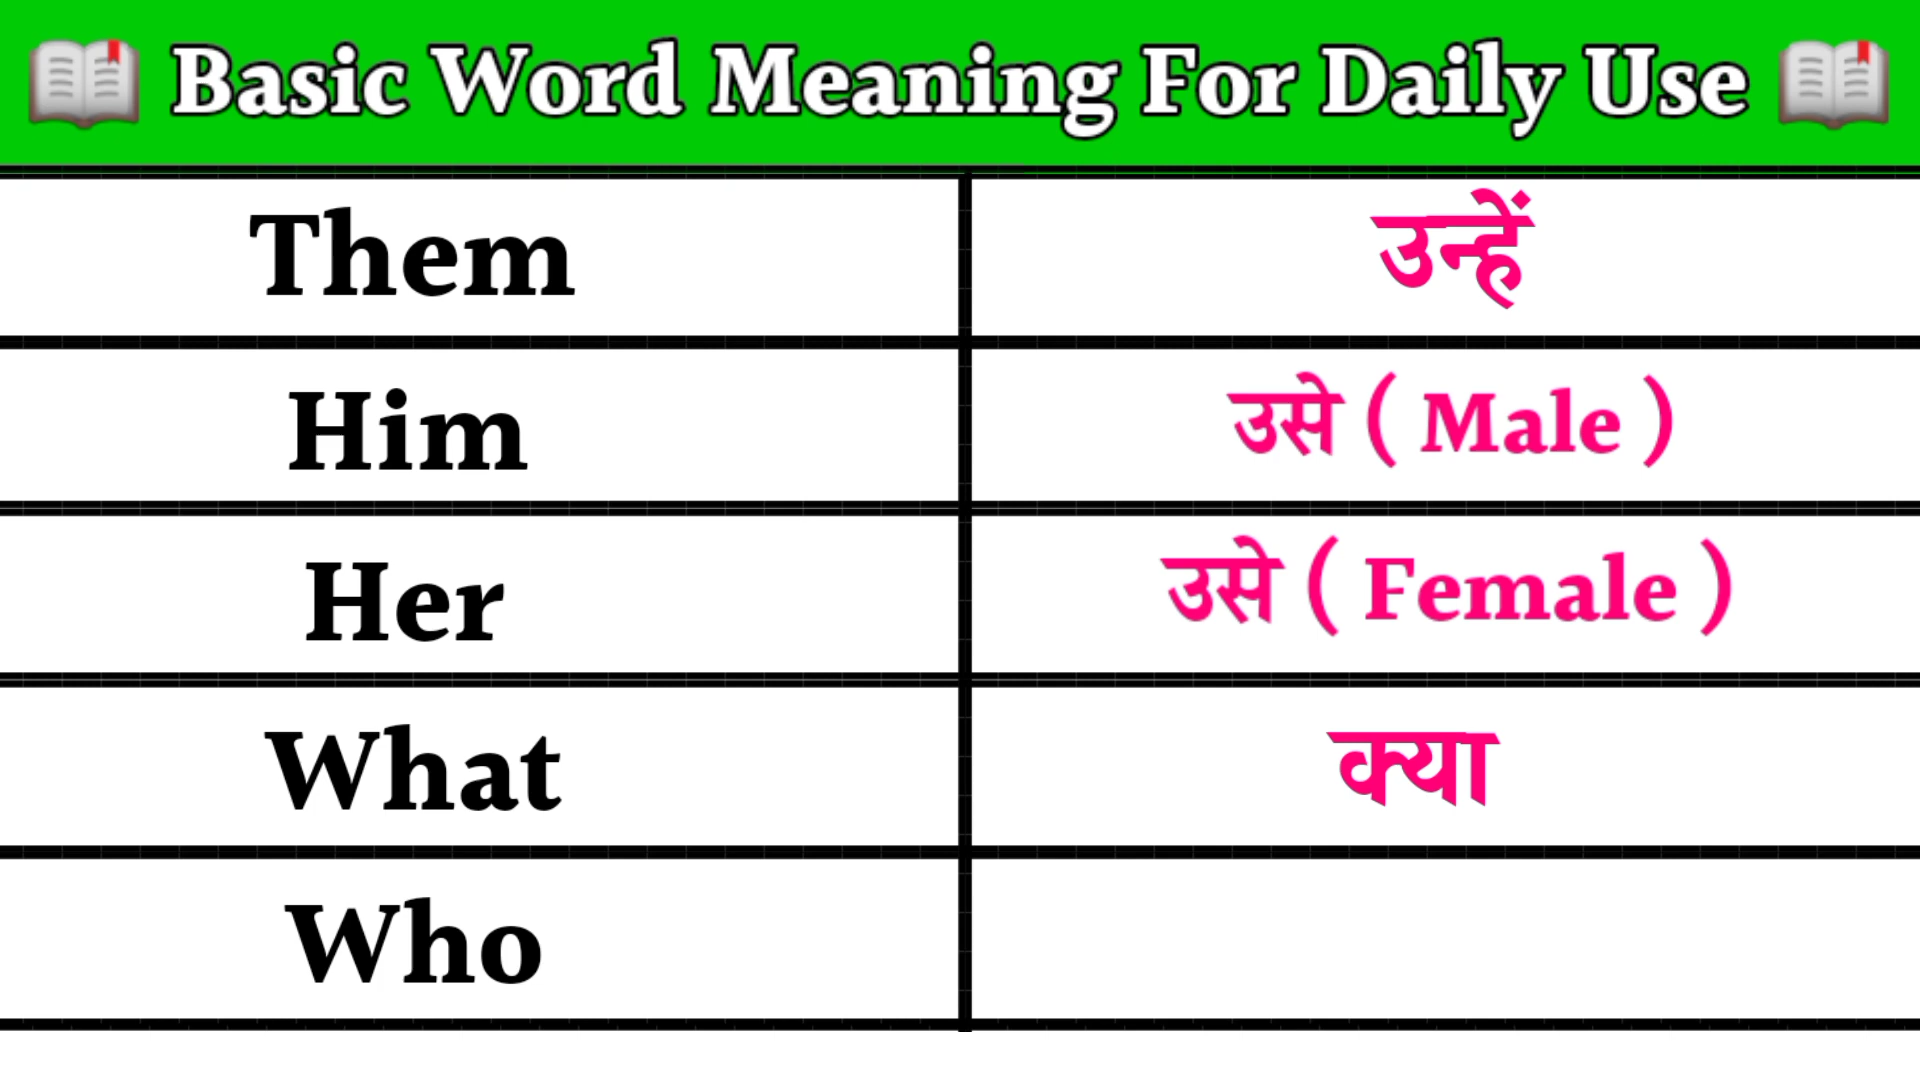 📖 Basic Word Meaning For Daily Use 📖
Them उन्हें
Him उसे ( Male )
Her उसे ( Female )
What क्या
Who